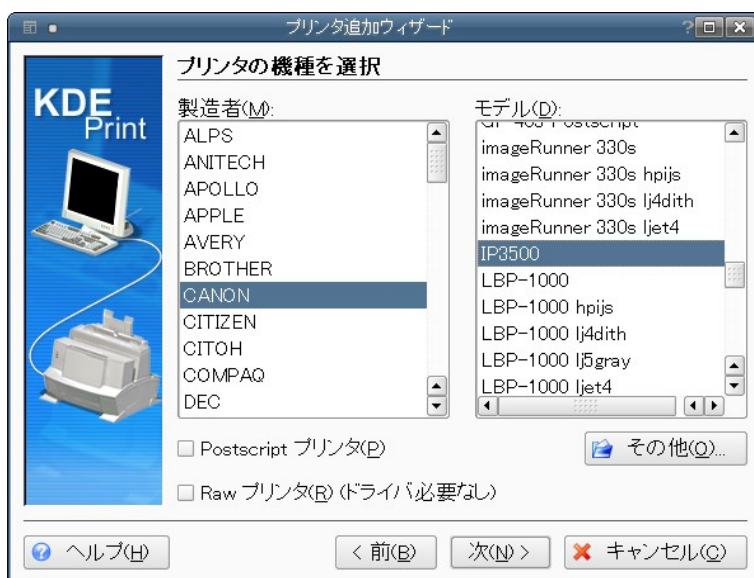 プリンタ追加ウィザード
KDE
Print
プリンタの機種を選択
製造者(M):
ALPS
ANITECH
APOLLO
APPLE
AVERY
BROTHER
CANON
CITIZEN
CITOH
COMPAQ
DEC
モデル(D):
imageRunner 330s
imageRunner 330s hpijs
imageRunner 330s lj4dith
imageRunner 330s ljet4
IP3500
LBP-1000
LBP-1000 hpijs
LBP-1000 lj4dith
LBP-1000 lj5gray
LBP-1000 ljet4
Postscript プリンタ(P)
その他(O)...
Raw プリンタ(R) (ドライバ必要なし)
ヘルプ(H)
< 前(B)
次(N) >
キャンセル(C)